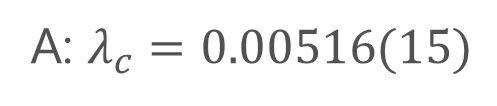 A: λ_c = 0.00516(15)